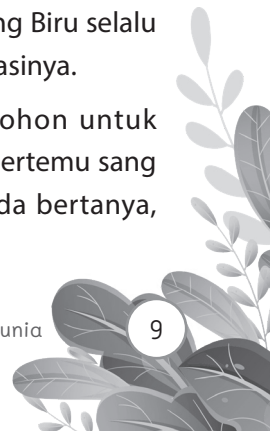 ng Biru selalu
asinya.
ohon untuk
ertemu sang
da bertanya,
unia
9